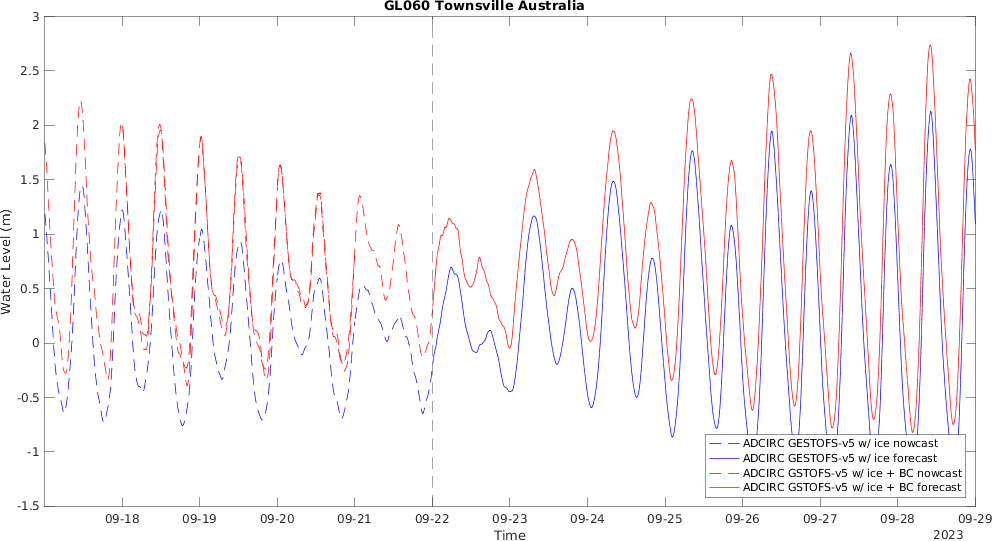 GL060 Townsville Australia
3
2.5
2
1.5
1
0.5
0
-0.5
-1
-1.5
Water Level (m)
ADCIRC GESTOFS-v5 w/ ice nowcast
ADCIRC GESTOFS-v5 w/ ice forecast
ADCIRC GSTOFS-v5 w/ ice + BC nowcast
ADCIRC GSTOFS-v5 w/ ice + BC forecast
09-18 09-19 09-20 09-21 09-22 09-23 09-24 09-25 09-26 09-27 09-28 09-29
Time 2023